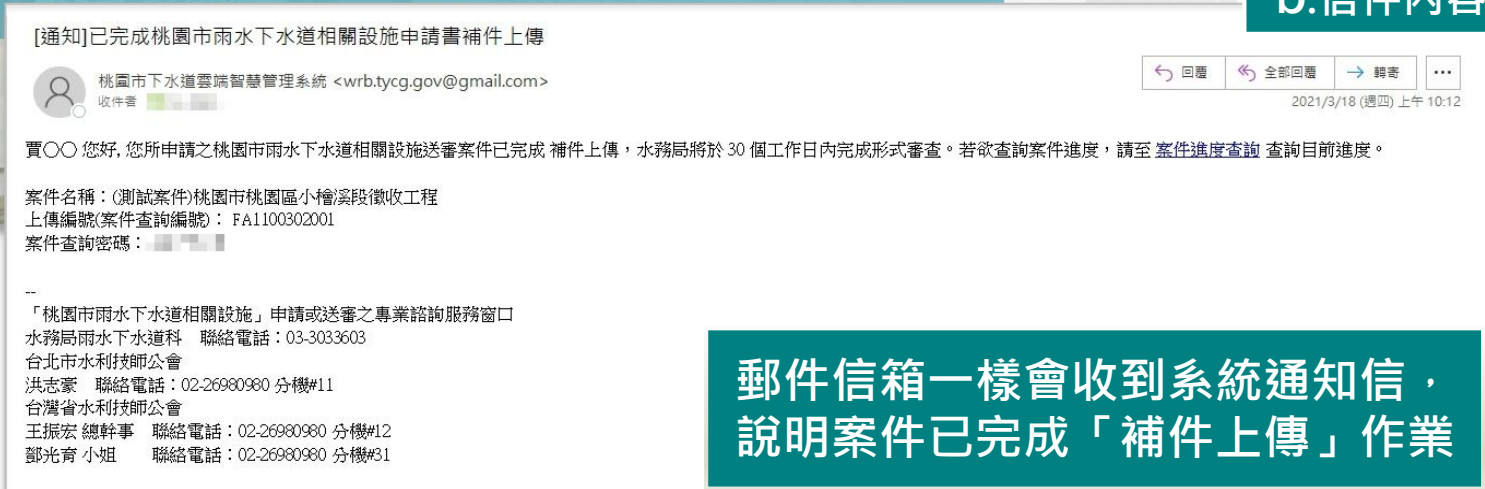 b.信件內容
[通知]已完成桃園市雨水下水道相關設施申請書補件上傳
桃園市下水道雲端智慧管理系統 <wrb.tycg.gov@gmail.com>
收件者
回覆 全部回覆 轉寄 ...
2021/3/18 (週四) 上午 10:12
賈〇〇 您好, 您所申請之桃園市雨水下水道相關設施送審案件已完成 補件上傳，水務局將於 30 個工作日內完成形式審查。若欲查詢案件進度，請至 案件進度查詢 查詢目前進度。
案件名稱：(測試案件)桃園市桃園區小檜溪段徵收工程
上傳編號(案件查詢編號)： FA1100302001
案件查詢密碼：
--
「桃園市雨水下水道相關設施」申請或送審之專業諮詢服務窗口
水務局雨水下水道科 聯絡電話：03-3033603
台北市水利技師公會
洪志豪 聯絡電話：02-26980980 分機#11
台灣省水利技師公會
王振宏 總幹事 聯絡電話：02-26980980 分機#12
鄧光育 小姐 聯絡電話：02-26980980 分機#31
郵件信箱一樣會收到系統通知信，
說明案件已完成「補件上傳」作業